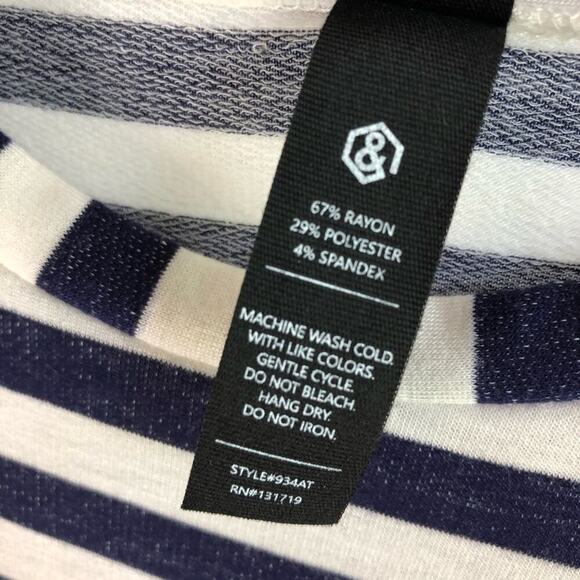 &
67% RAYON
29% POLYESTER
4% SPANDEX
MACHINE WASH COLD.
WITH LIKE COLORS.
GENTLE CYCLE.
DO NOT BLEACH.
HANG DRY.
DO NOT IRON.
STYLE#934AT
RN#131719